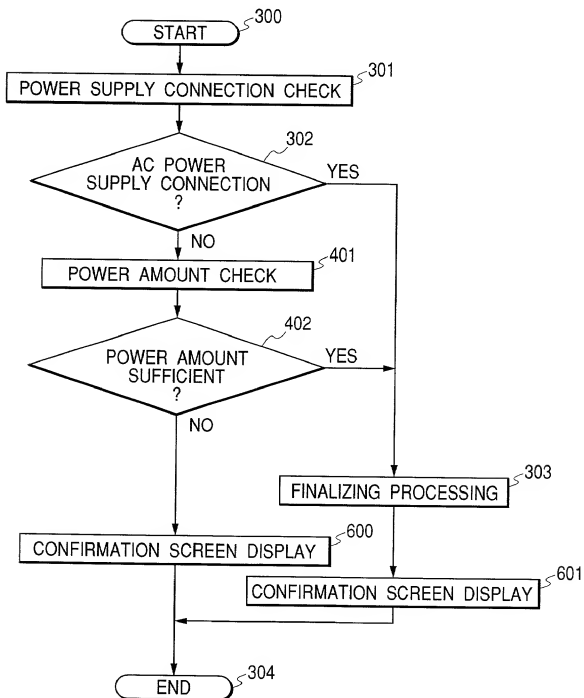 START
300
POWER SUPPLY CONNECTION CHECK
301
302
AC POWER
SUPPLY CONNECTION
?
YES
NO
POWER AMOUNT CHECK
401
402
POWER AMOUNT
SUFFICIENT
?
YES
NO
FINALIZING PROCESSING
303
CONFIRMATION SCREEN DISPLAY
600
CONFIRMATION SCREEN DISPLAY
601
END
304